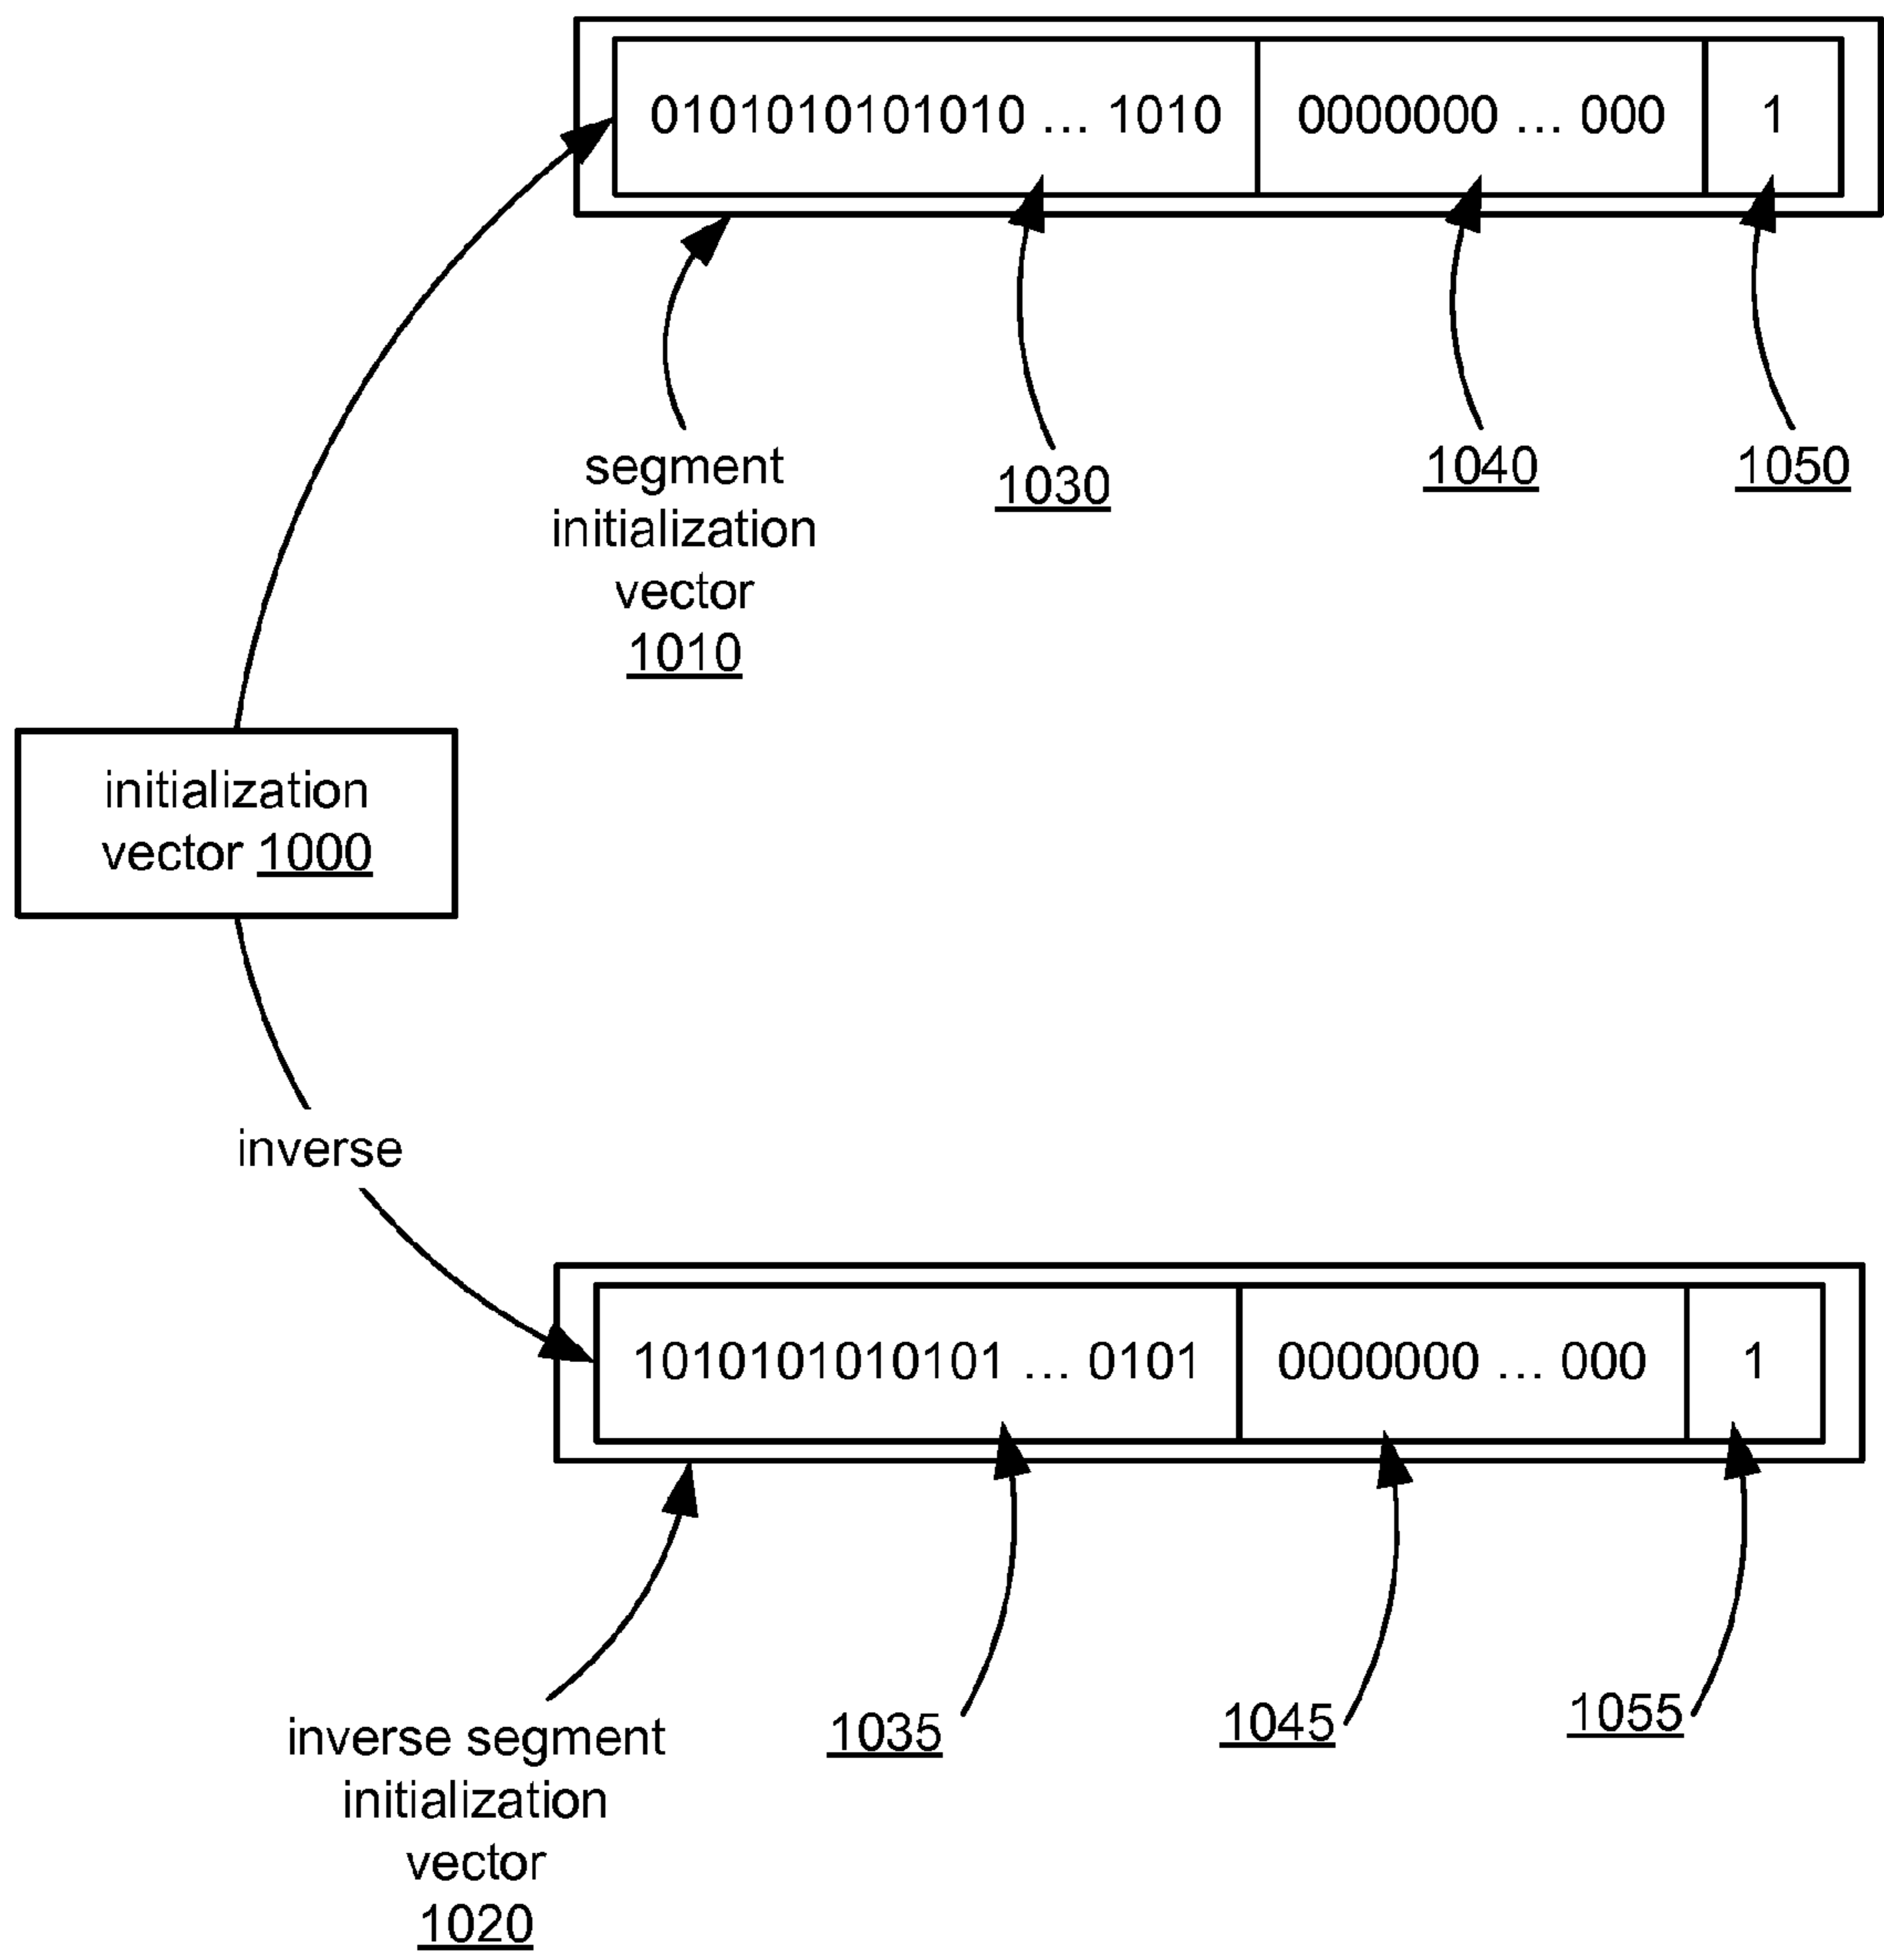 0101010101010 ... 1010 0000000 ... 000 1
segment
initialization
vector
1010
1030
1040
1050
initialization
vector 1000
inverse
1010101010101 ... 0101 0000000 ... 000 1
inverse segment
initialization
vector
1020
1035
1045
1055